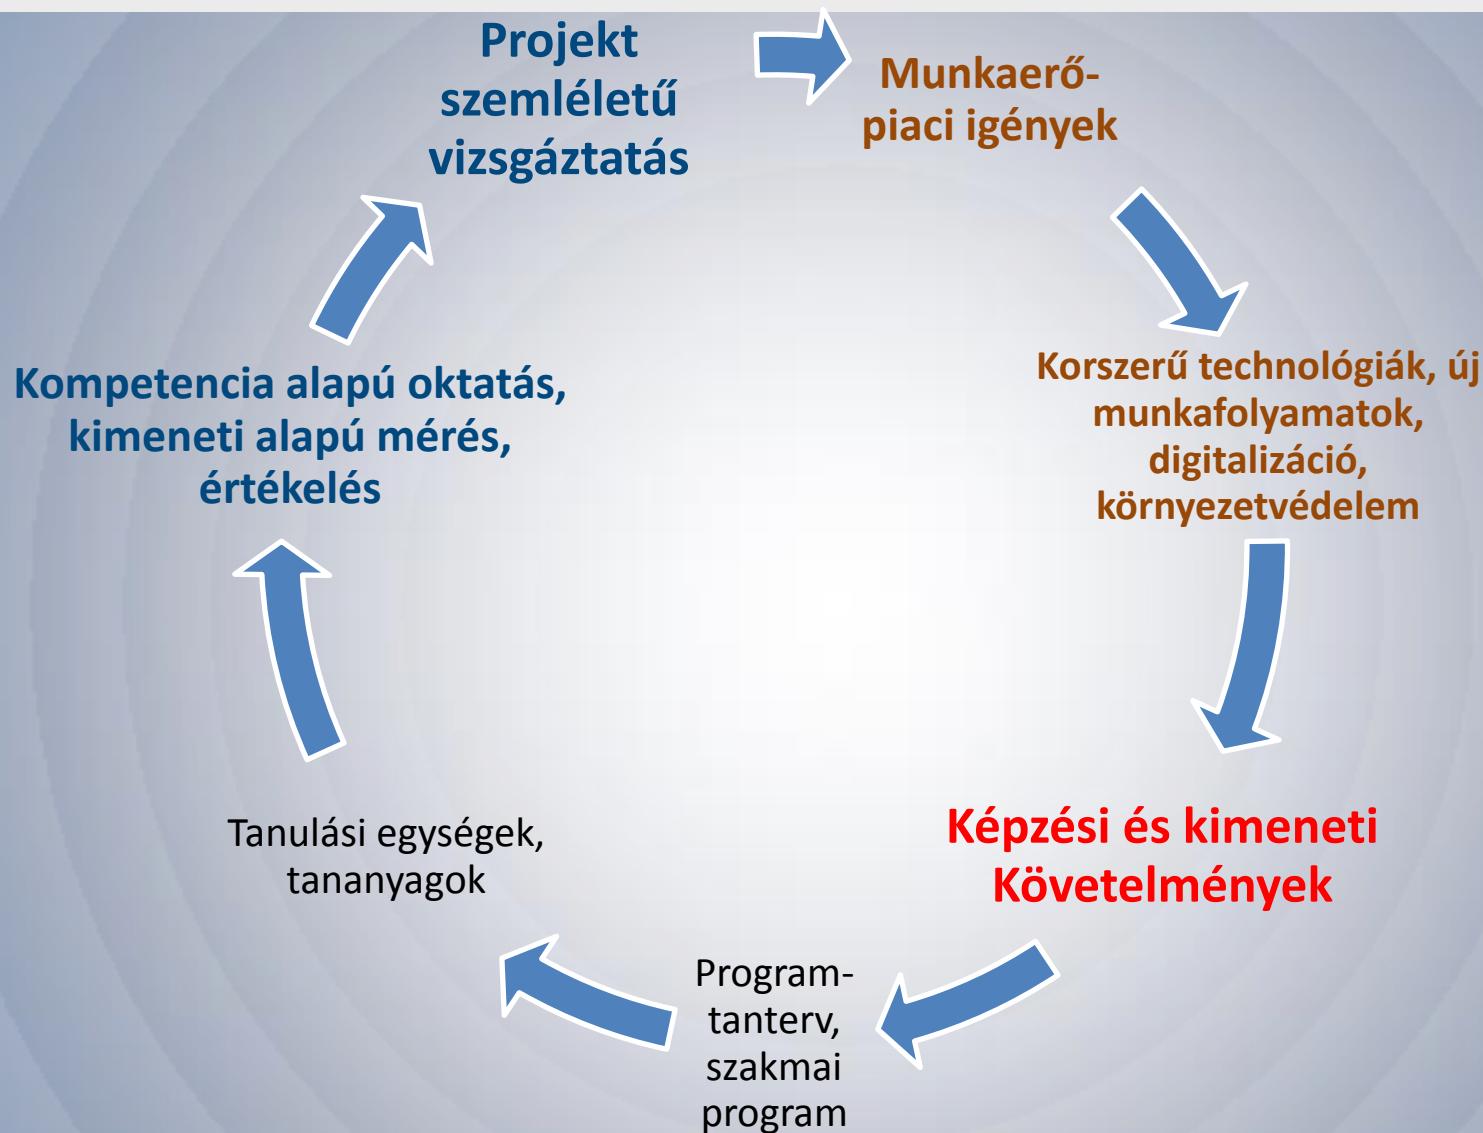 Projekt
szemléletű
vizsgáztatás
Munkaerő-
piaci igények
Korszerű technológiák, új
munkafolyamatok,
digitalizáció,
környezetvédelem
Képzési és kimeneti
Követelmények
Program-
tanterv,
szakmai
program
Tanulási egységek,
tananyagok
Kompetencia alapú oktatás,
kimeneti alapú mérés,
értékelés